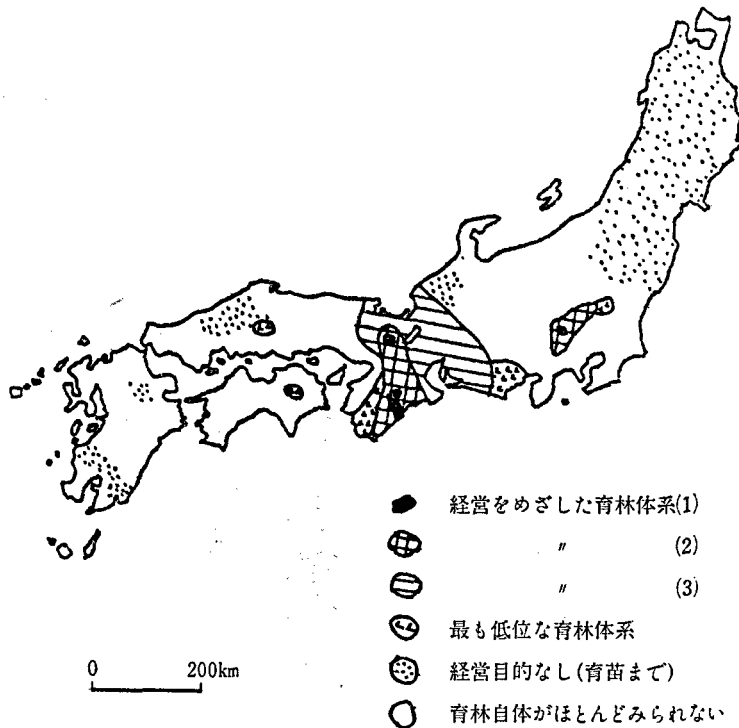 経営をめざした育林体系(1)
〃 (2)
〃 (3)
最も低位な育林体系
経営目的なし(育苗まで)
育林自体がほとんどみられない
0 200km